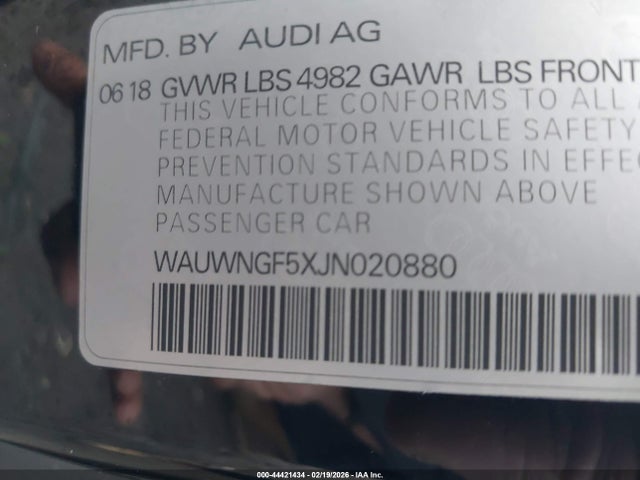 MFD. BY AUDI AG
06 18 GVWR LBS 4982 GAWR LBS FRONT
THIS VEHICLE CONFORMS TO ALL
FEDERAL MOTOR VEHICLE SAFETY
PREVENTION STANDARDS IN EFFE
MANUFACTURE SHOWN ABOVE
PASSENGER CAR
WAUWNGF5XJN020880
000-44421434 - 02/19/2026 - IAA Inc.